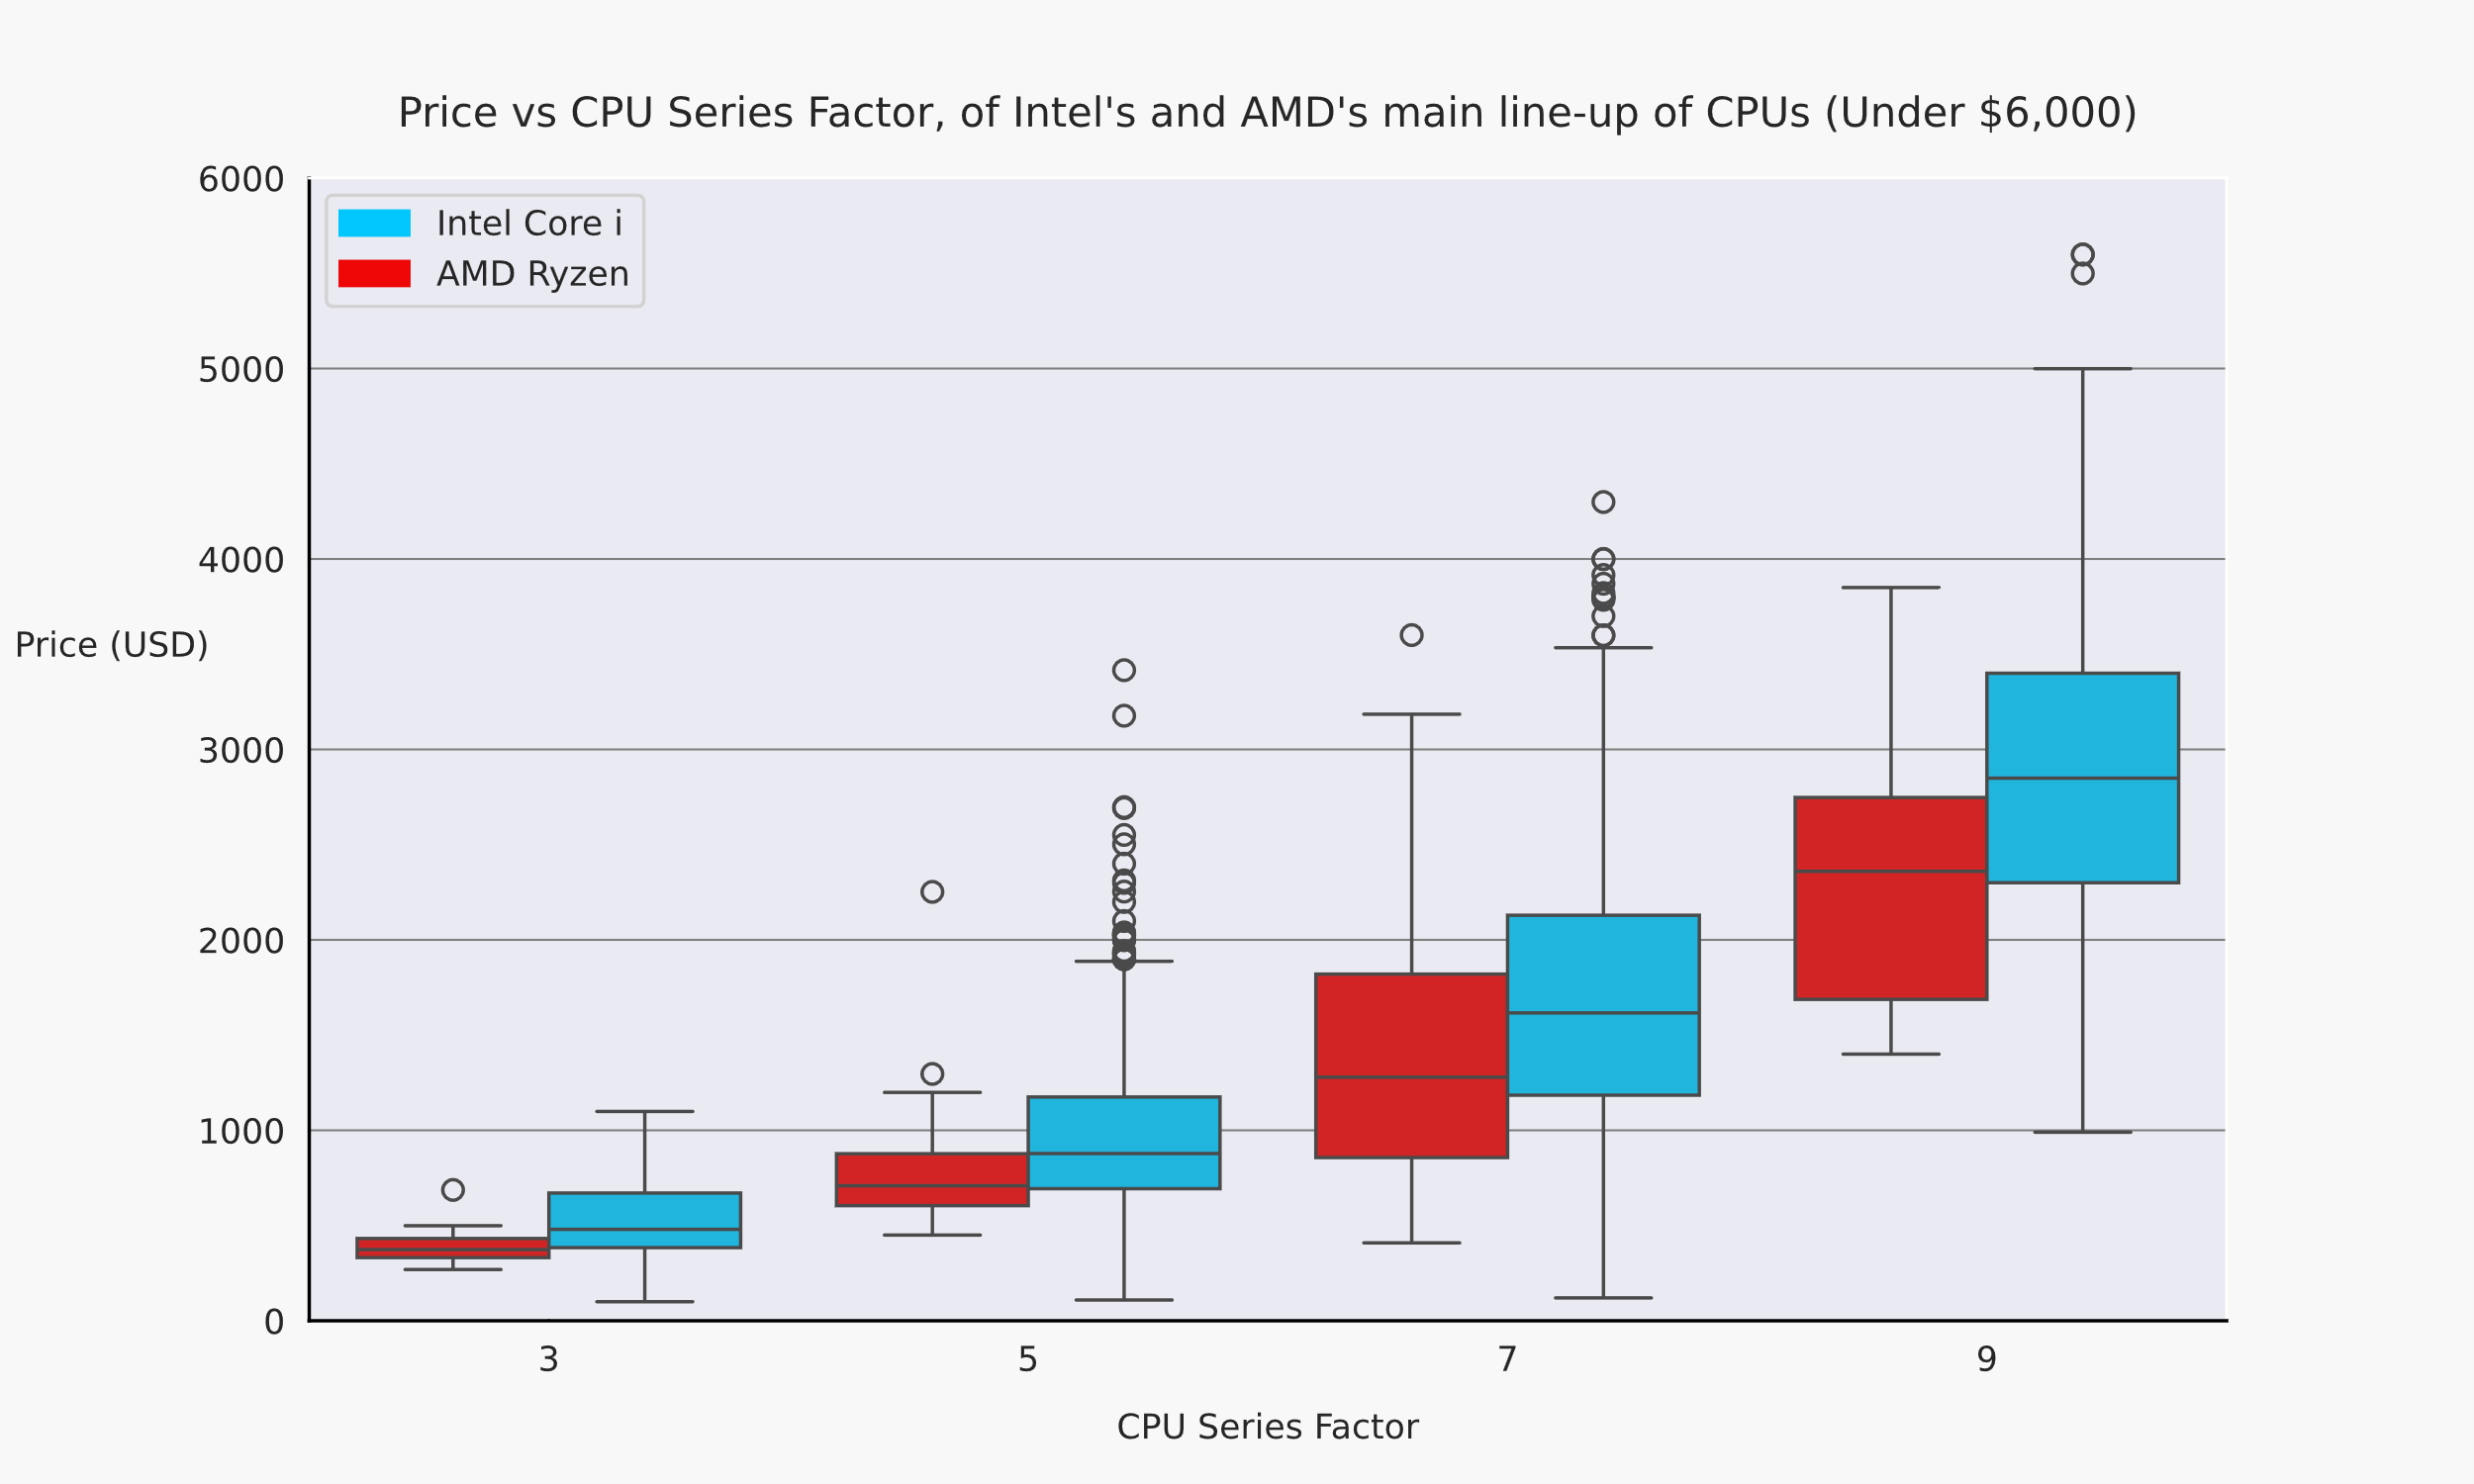 Price vs CPU Series Factor, of Intel's and AMD's main line-up of CPUs (Under $6,000)
6000
Intel Core i
AMD Ryzen
5000
4000
Price (USD)
3000
2000
1000
0
3 5 7 9
CPU Series Factor